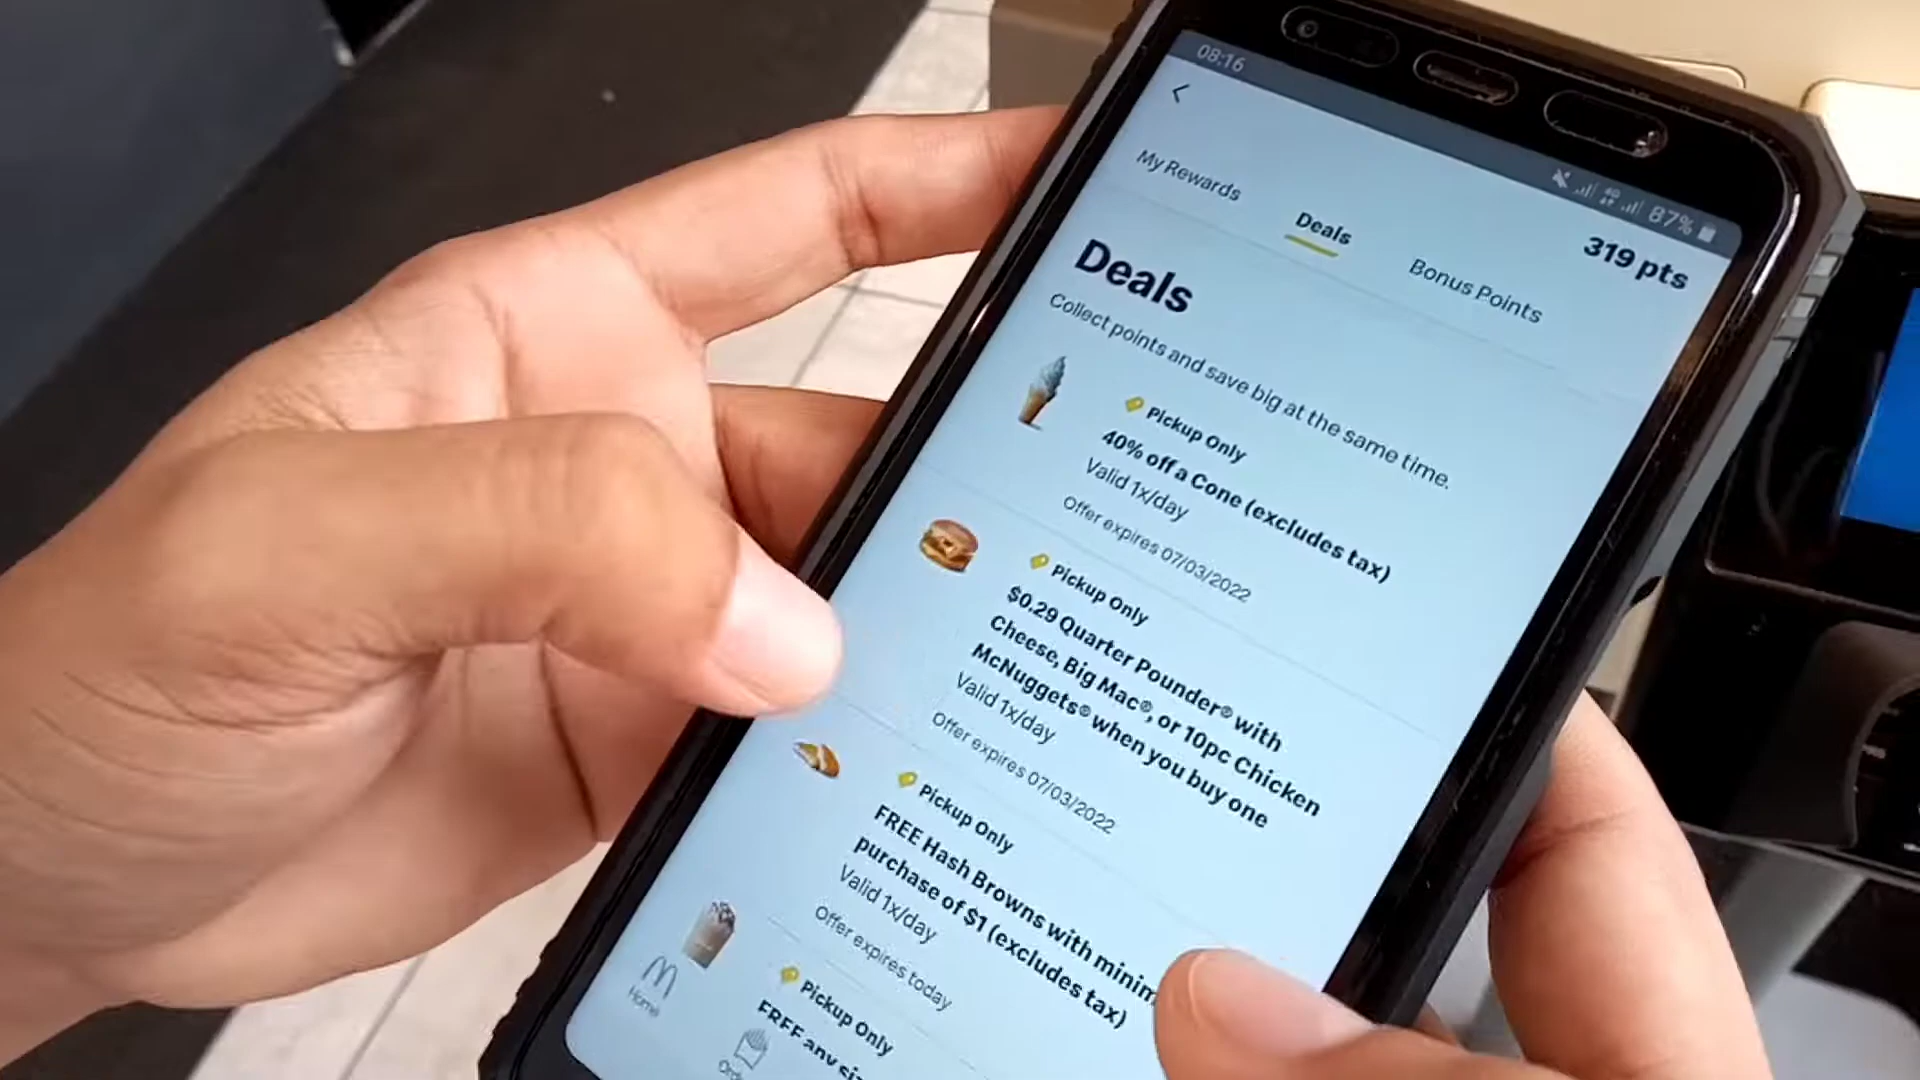 08:16
87%
My Rewards
Deals
Bonus Points
319 pts
Deals
Collect points and save big at the same time.
Pickup Only
40% off a Cone (excludes tax)
Valid 1x/day
Offer expires 07/03/2022
Pickup Only
$0.29 Quarter Pounder® with
Cheese, Big Mac®, or 10pc Chicken
McNuggets® when you buy one
Valid 1x/day
Offer expires 07/03/2022
Pickup Only
FREE Hash Browns with minim
purchase of $1 (excludes tax)
Valid 1x/day
Offer expires today
Pickup Only
FREE any siz
Home